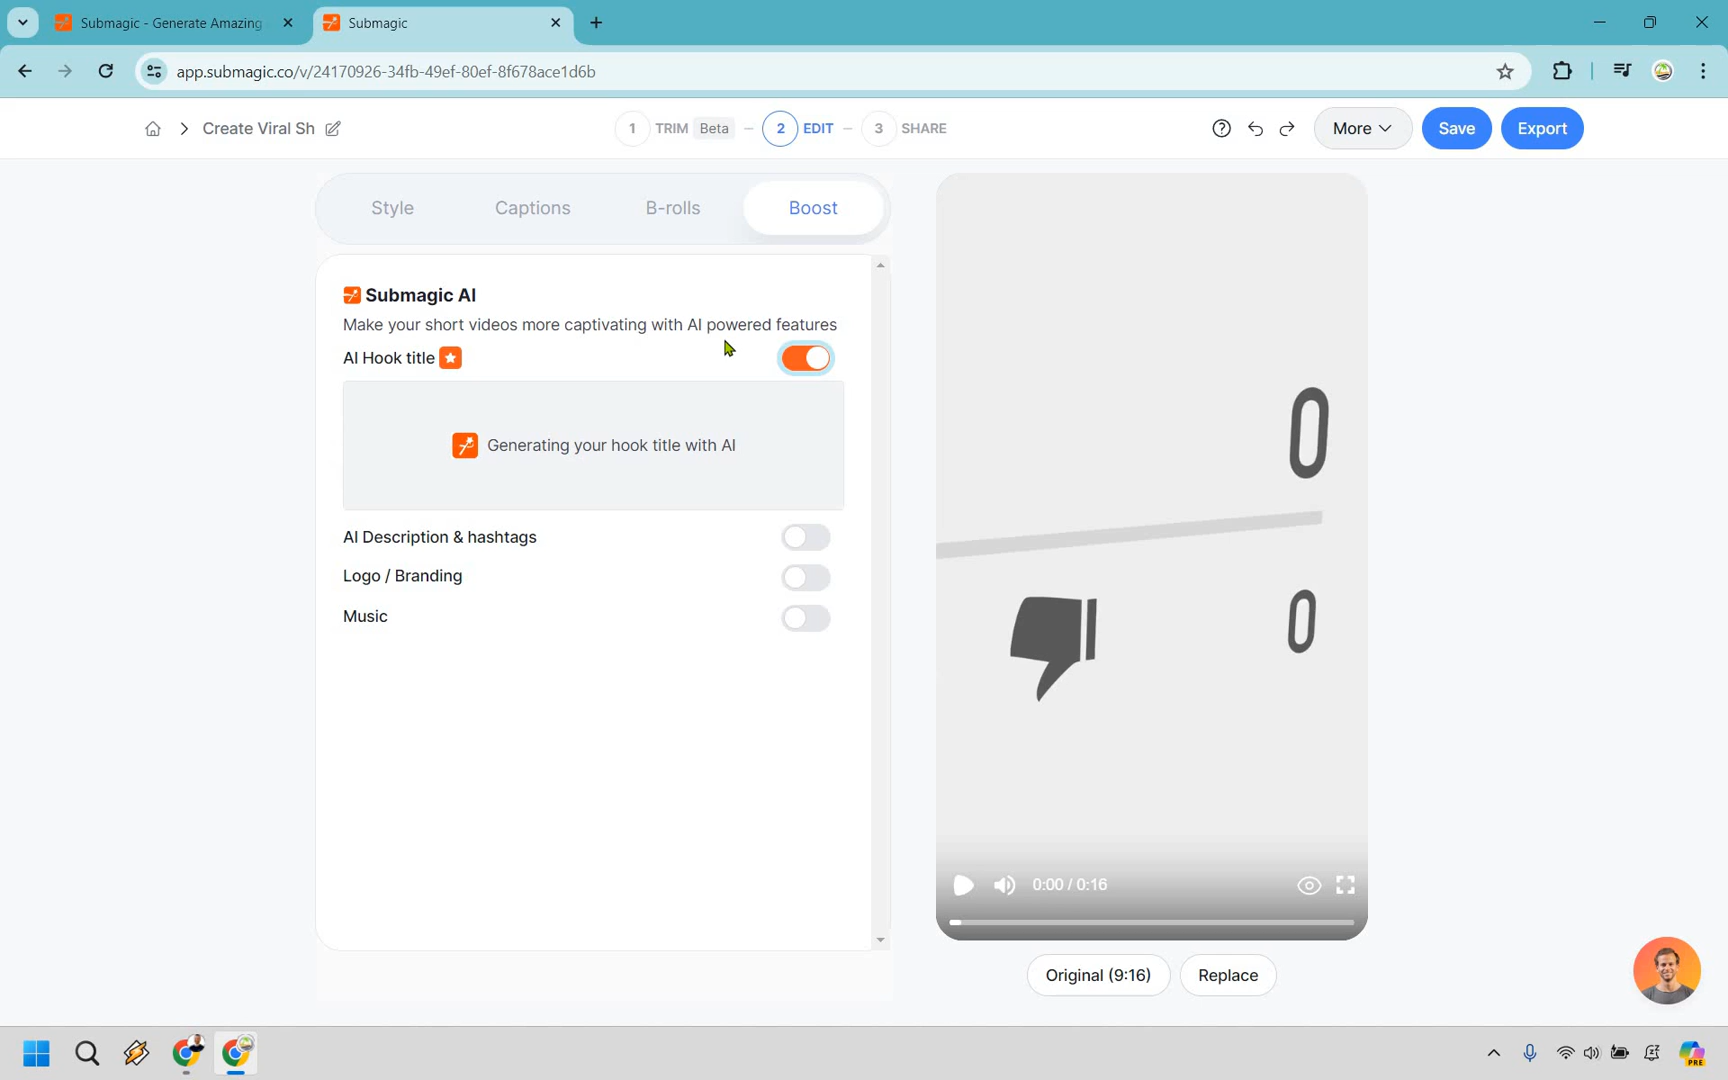 Submagic - Generate Amazing
Submagic
app.submagic.co/v/24170926-34fb-49ef-80ef-8f678ace1d6b
Create Viral Sh
1 TRIM Beta
2 EDIT
3 SHARE
More
Save
Export
Style
Captions
B-rolls
Boost
Submagic AI
Make your short videos more captivating with AI powered features
AI Hook title
Generating your hook title with AI
AI Description & hashtags
Logo / Branding
Music
0
0
0:00 / 0:16
Original (9:16)
Replace
PRE